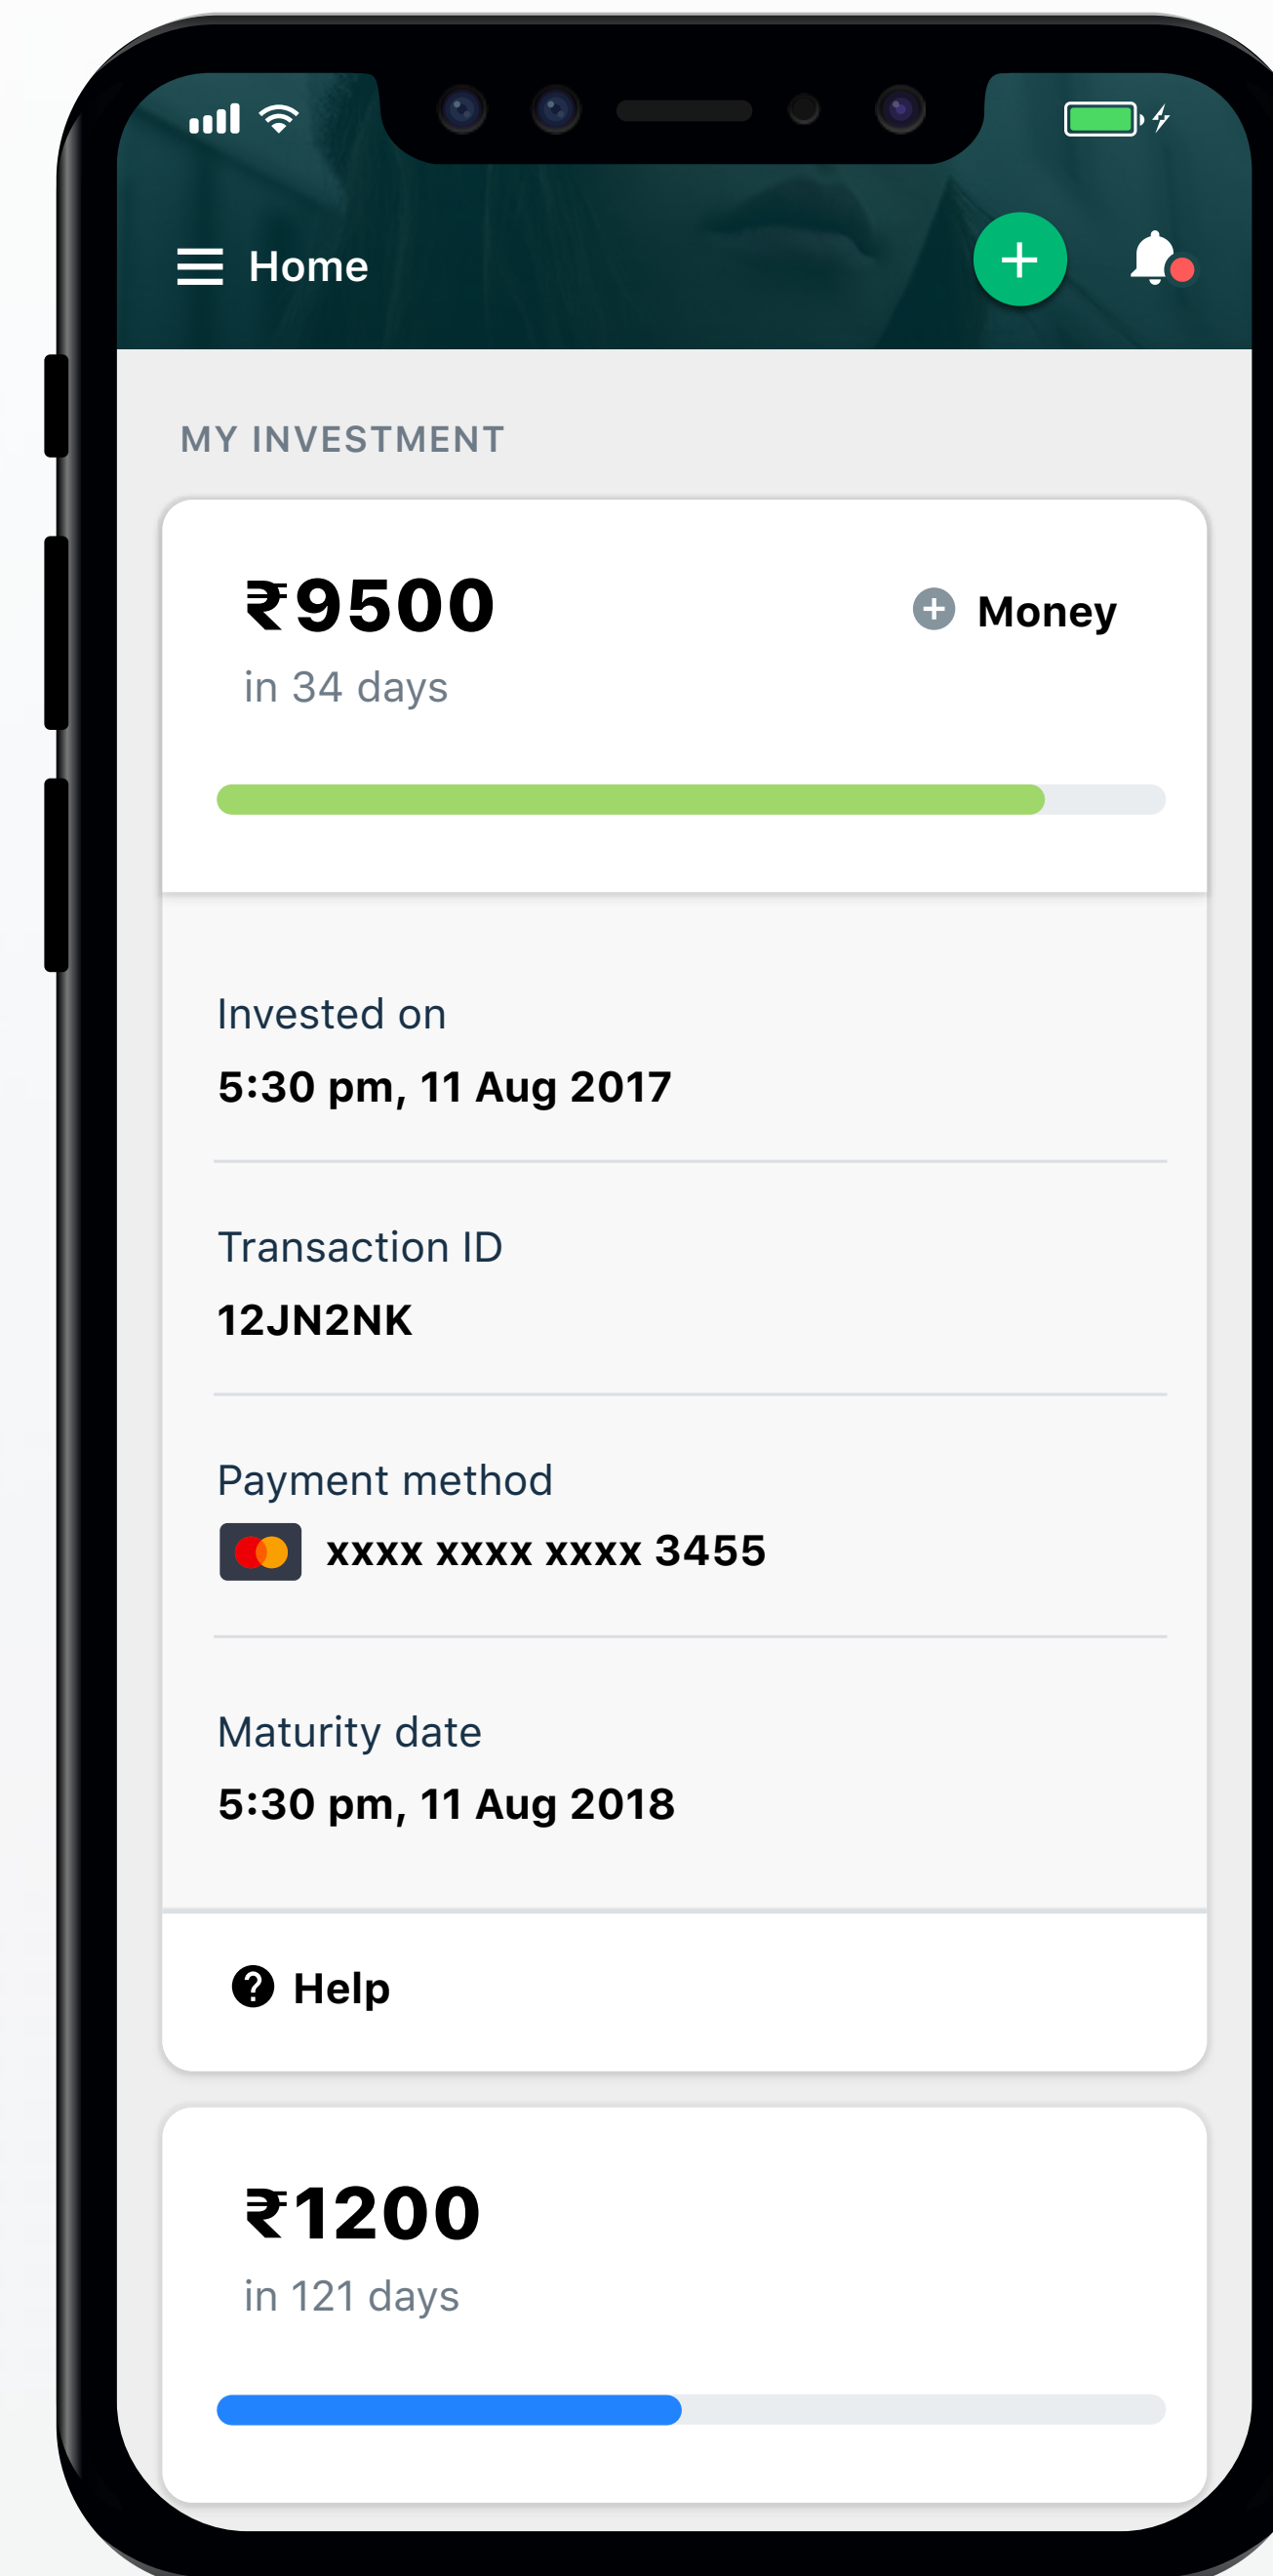 Home
MY INVESTMENT
₹9500
Money
in 34 days
Invested on
5:30 pm, 11 Aug 2017
Transaction ID
12JN2NK
Payment method
xxxx xxxx xxxx 3455
Maturity date
5:30 pm, 11 Aug 2018
Help
₹1200
in 121 days